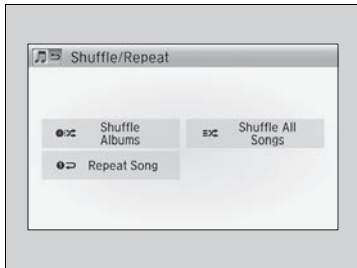 Shuffle/Repeat
Shuffle
Albums
Shuffle All
Songs
Repeat Song